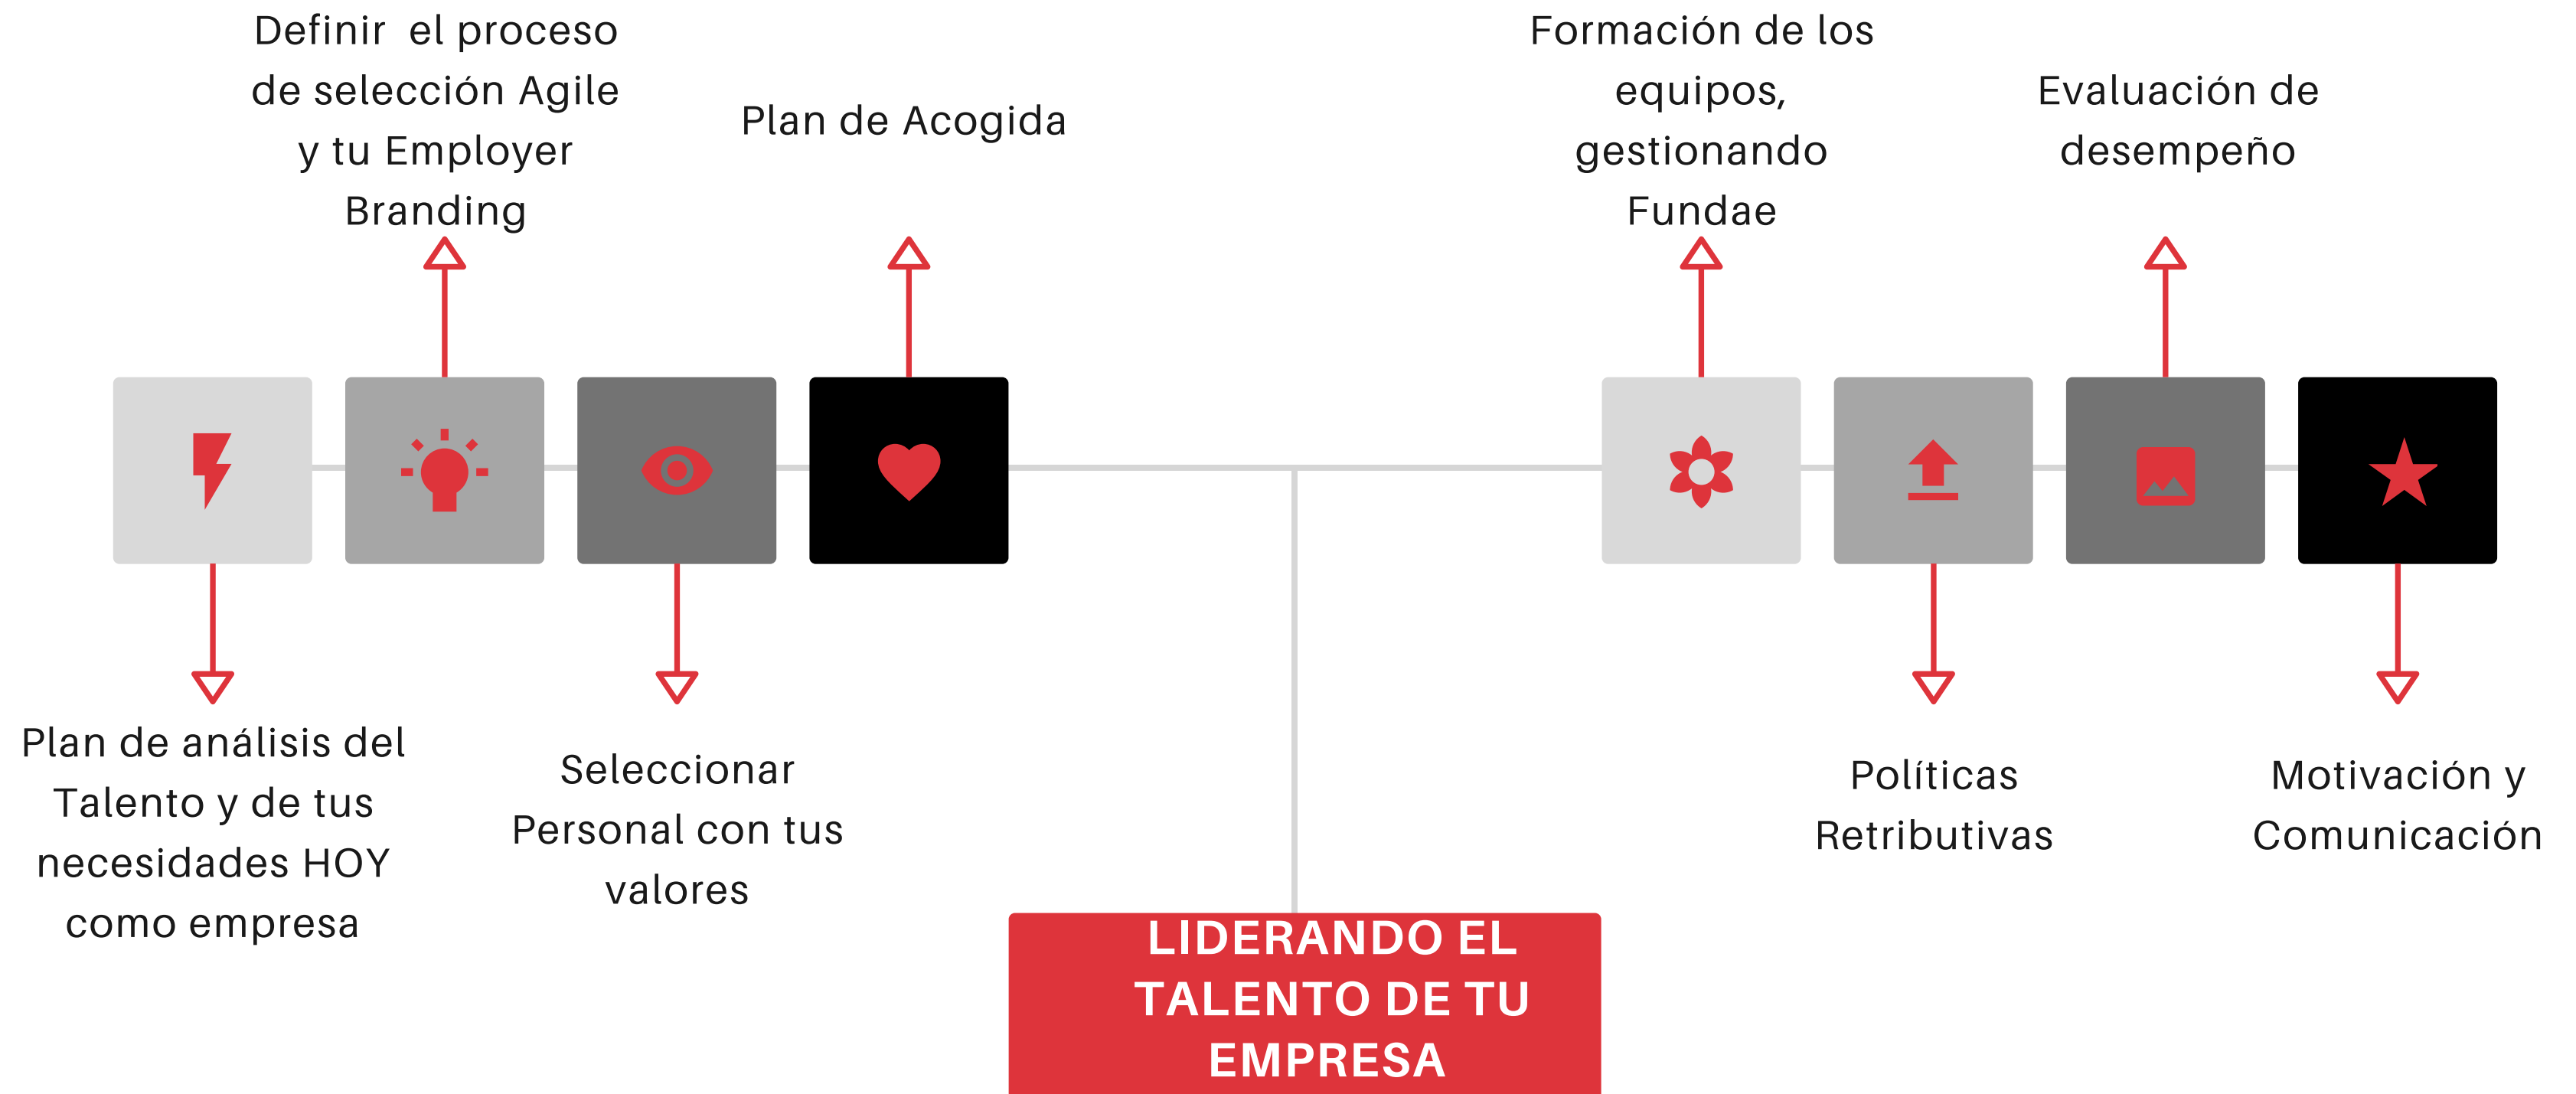 Definir el proceso
de selección Agile
y tu Employer
Branding
Plan de Acogida
Formación de los
equipos,
gestionando
Fundae
Evaluación de
desempeño
Plan de análisis del
Talento y de tus
necesidades HOY
como empresa
Seleccionar
Personal con tus
valores
Políticas
Retributivas
Motivación y
Comunicación
LIDERANDO EL
TALENTO DE TU
EMPRESA